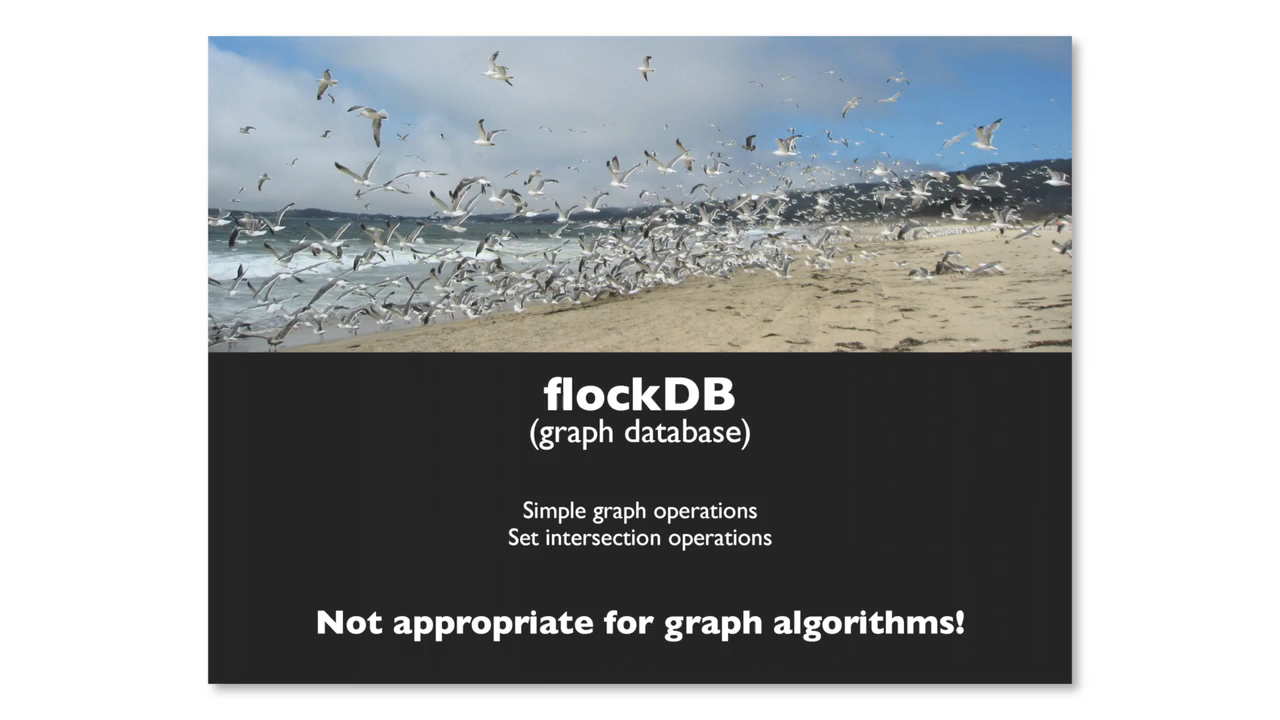 flockDB
(graph database)
Simple graph operations
Set intersection operations
Not appropriate for graph algorithms!